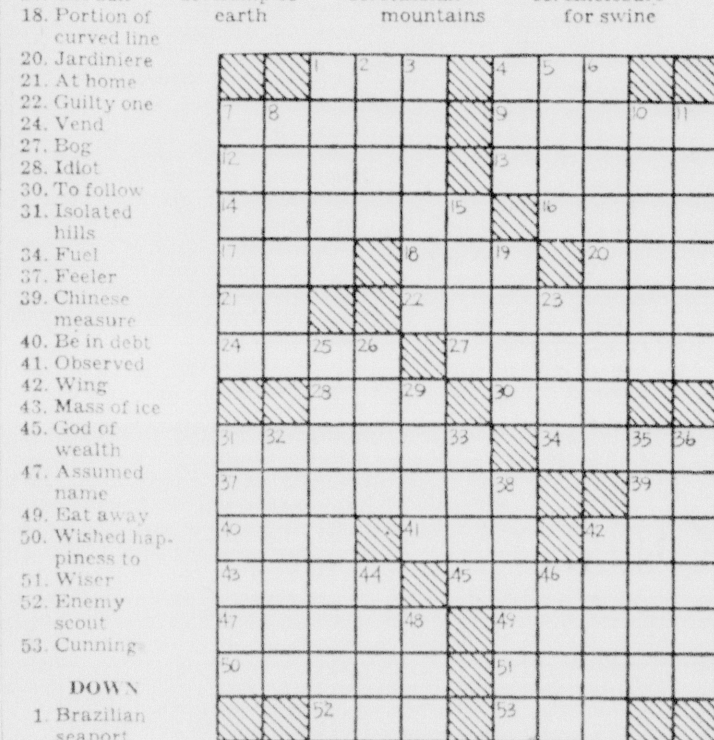 18. Portion of
curved line
20. Jardiniere
21. At home
22. Guilty one
24. Vend
27. Bog
28. Idiot
30. To follow
31. Isolated
hills
34. Fuel
37. Feeler
39. Chinese
measure
40. Be in debt
41. Observed
42. Wing
43. Mass of ice
45. God of
wealth
47. Assumed
name
49. Eat away
50. Wished hap-
piness to
51. Wiser
52. Enemy
scout
53. Cunning
DOWN
1. Brazilian
seaport
earth
mountains
for swine
1 2 3 4 5 6
7 8 9 10 11
12 13
14 15 16
17 18 19 20
21 22 23
24 25 26 27
28 29 30
31 32 33 34 35 36
37 38 39
40 41 42
43 44 45 46
47 48 49
50 51
52 53